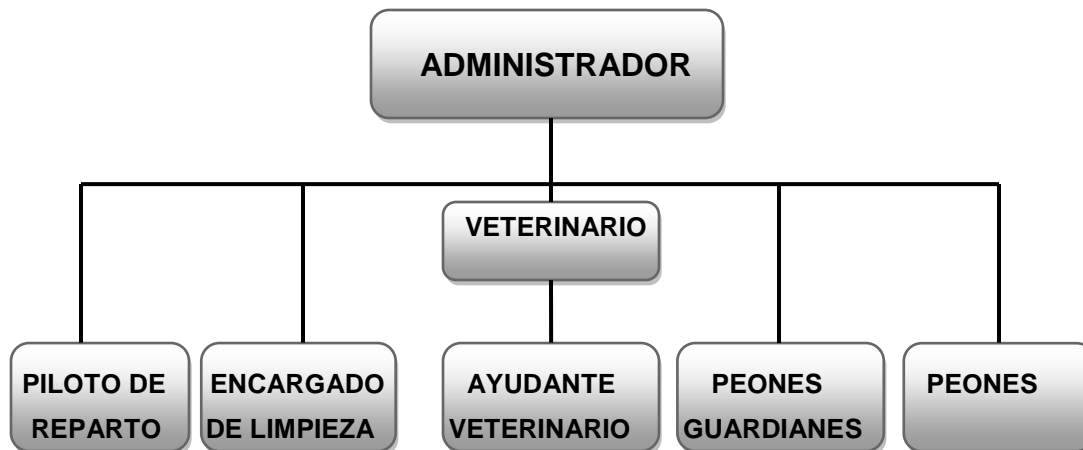 ADMINISTRADOR
VETERINARIO
PILOTO DE
REPARTO
ENCARGADO
DE LIMPIEZA
AYUDANTE
VETERINARIO
PEONES
GUARDIANES
PEONES